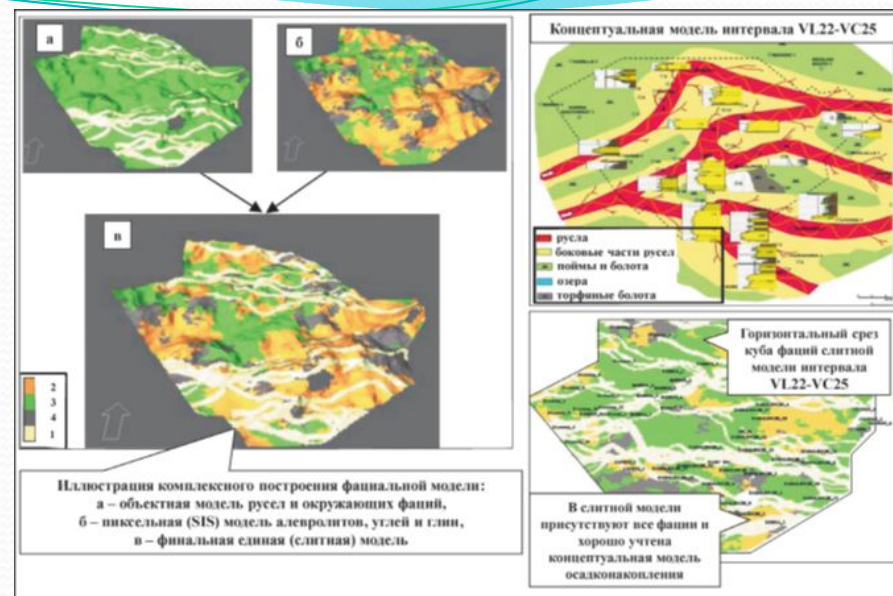 а
б
в
2
3
4
1
Иллюстрация комплексного построения фациальной модели:
а – объектная модель русел и окружающих фаций,
б – пиксельная (SIS) модель алевролитов, углей и глин,
в – финальная единая (слитная) модель
Концептуальная модель интервала VL22-VC25
русла
боковые части русел
поймы и болота
озера
торфяные болота
Горизонтальный срез
куба фаций слитной
модели интервала
VL22-VC25
В слитной модели
присутствуют все фации и
хорошо учтена
концептуальная модель
осадконакопления